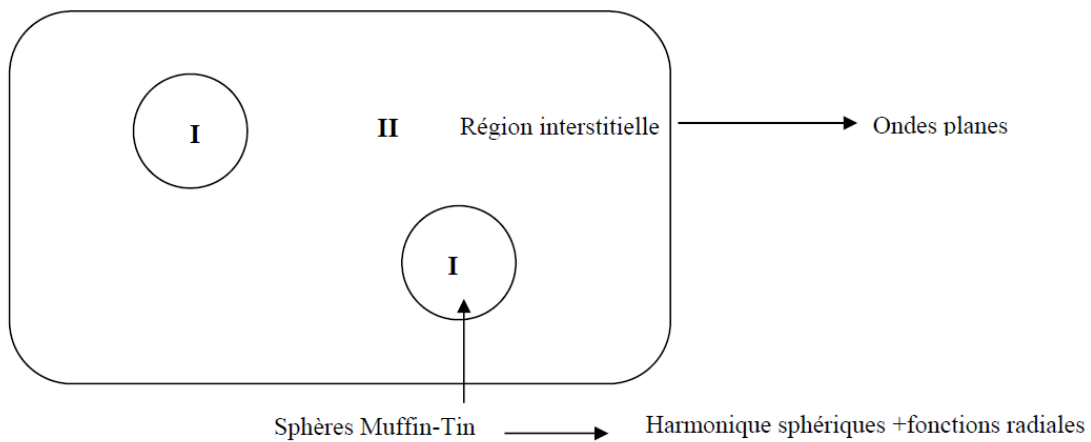 I
II Région interstitielle Ondes planes
I
Sphères Muffin-Tin Harmonique sphériques +fonctions radiales